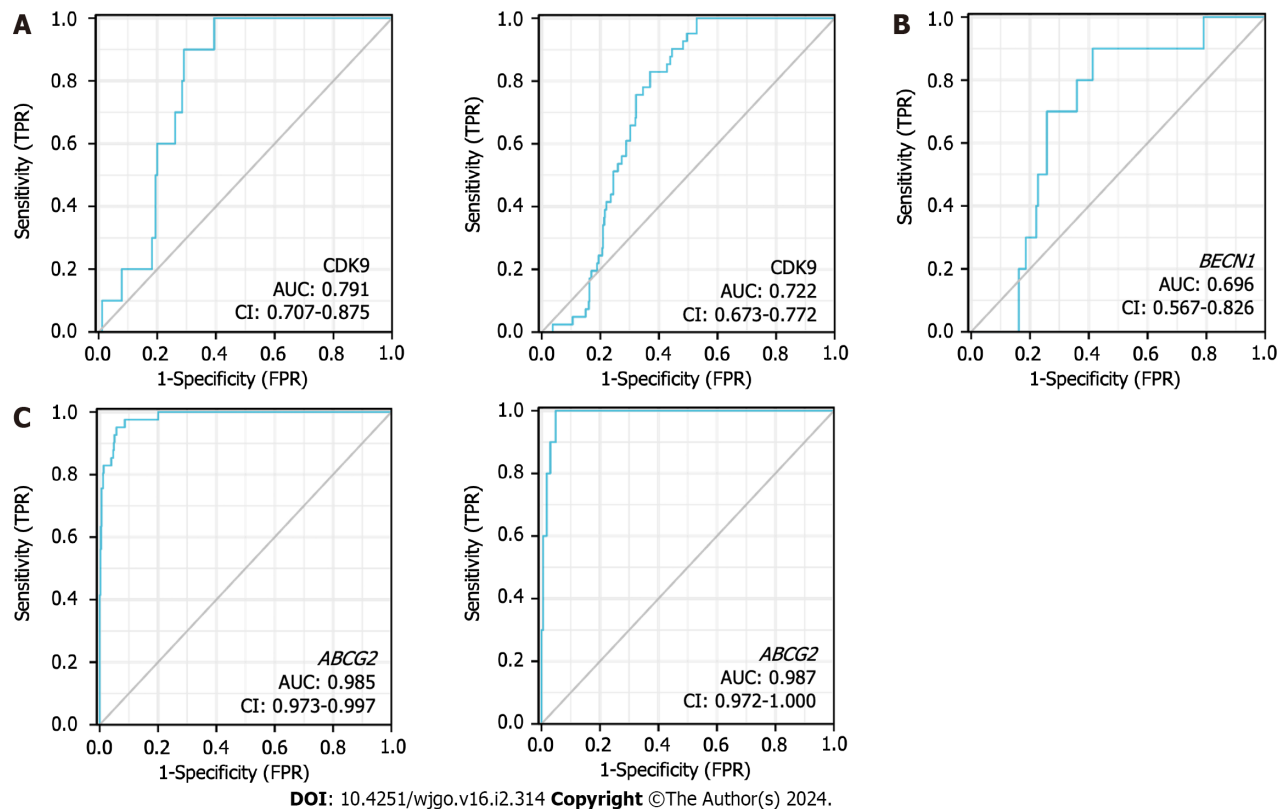 A
1.0
0.8
0.6
0.4
0.2
0.0
Sensitivity (TPR)
CDK9
AUC: 0.791
CI: 0.707-0.875
0.0 0.2 0.4 0.6 0.8 1.0
1-Specificity (FPR)
1.0
0.8
0.6
0.4
0.2
0.0
Sensitivity (TPR)
CDK9
AUC: 0.722
CI: 0.673-0.772
0.0 0.2 0.4 0.6 0.8 1.0
1-Specificity (FPR)
B
1.0
0.8
0.6
0.4
0.2
0.0
Sensitivity (TPR)
BECN1
AUC: 0.696
CI: 0.567-0.826
0.0 0.2 0.4 0.6 0.8 1.0
1-Specificity (FPR)
C
1.0
0.8
0.6
0.4
0.2
0.0
Sensitivity (TPR)
ABCG2
AUC: 0.985
CI: 0.973-0.997
0.0 0.2 0.4 0.6 0.8 1.0
1-Specificity (FPR)
1.0
0.8
0.6
0.4
0.2
0.0
Sensitivity (TPR)
ABCG2
AUC: 0.987
CI: 0.972-1.000
0.0 0.2 0.4 0.6 0.8 1.0
1-Specificity (FPR)
DOI: 10.4251/wjgo.v16.i2.314 Copyright ©The Author(s) 2024.